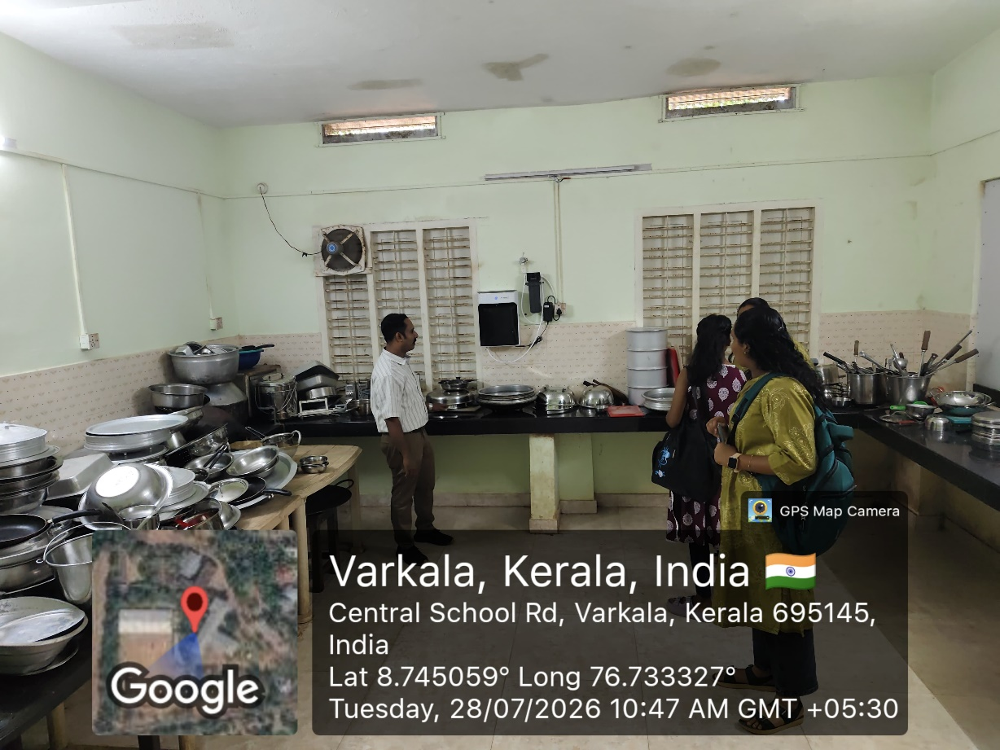 GPS Map Camera
Varkala, Kerala, India 🇮🇳
Central School Rd, Varkala, Kerala 695145,
India
Lat 8.745059° Long 76.733327°
Tuesday, 28/07/2026 10:47 AM GMT +05:30
Google